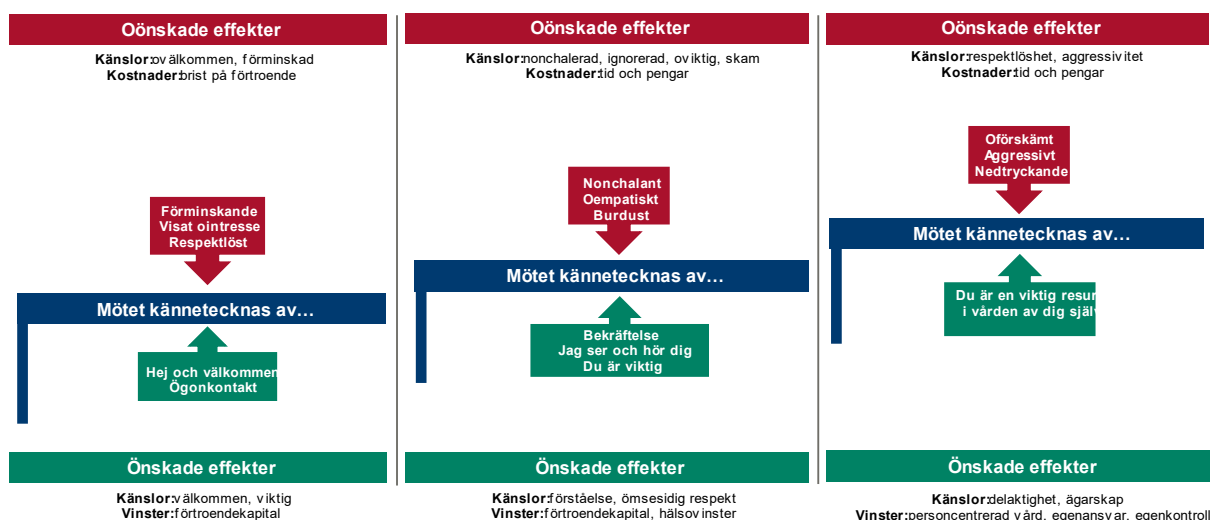 Oönskade effekter
Känslor:ovälkommen, förminskad
Kostnader:brist på förtroende
Förminskande
Visat ointresse
Respektlöst
Mötet kännetecknas av…
Hej och välkommen
Ögonkontakt
Önskade effekter
Känslor:välkommen, viktig
Vinster:förtroendekapital
Oönskade effekter
Känslor:nonchalerad, ignorerad, oviktig, skam
Kostnader:tid och pengar
Nonchalant
Oempatiskt
Burdust
Mötet kännetecknas av…
Bekräftelse
Jag ser och hör dig
Du är viktig
Önskade effekter
Känslor:förståelse, ömsesidig respekt
Vinster:förtroendekapital, hälsovinster
Oönskade effekter
Känslor:respektlöshet, aggressivitet
Kostnader:tid och pengar
Oförskämt
Aggressivt
Nedtryckande
Mötet kännetecknas av…
Du är en viktig resur
i vården av dig själv
Önskade effekter
Känslor:delaktighet, ägarskap
Vinster:personcentrerad vård, egenansvar, egenkontroll